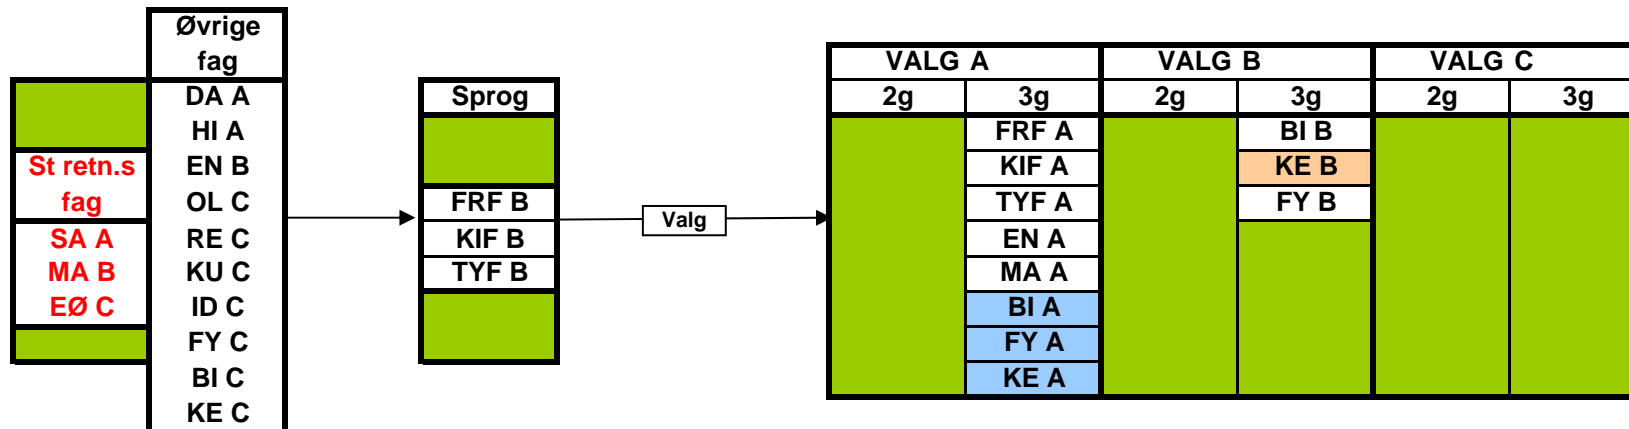 St retn.s
fag
SA A
MA B
EØ C
Øvrige
fag
DA A
HI A
EN B
OL C
RE C
KU C
ID C
FY C
BI C
KE C
Sprog
FRF B
KIF B
TYF B
Valg
VALG A VALG B VALG C
2g 3g 2g 3g 2g 3g
FRF A BI B
KIF A KE B
TYF A FY B
EN A
MA A
BI A
FY A
KE A